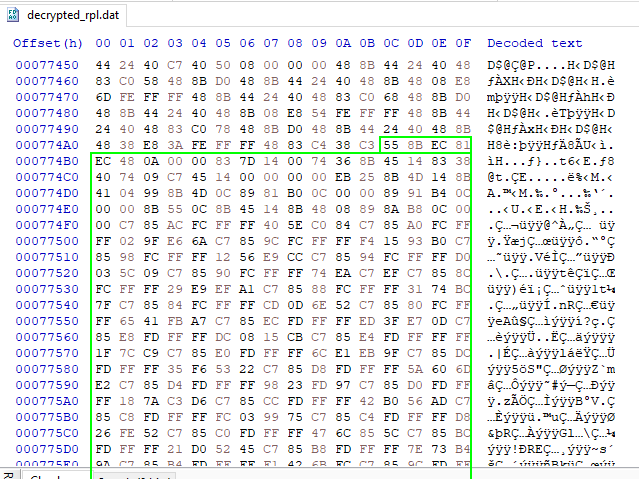 decrypted_rpl.dat
Offset(h) 00 01 02 03 04 05 06 07 08 09 0A 0B 0C 0D 0E 0F Decoded text
00077450 44 24 40 C7 40 50 08 00 00 00 48 8B 44 24 40 48 D$@Ç@P....H‹D$@H
00077460 83 C0 58 48 8B D0 48 8B 44 24 40 48 8B 48 08 E8 ƒÀXH‹ÐH‹D$@H‹H.è
00077470 6D FE FF FF 48 8B 44 24 40 48 83 C0 68 48 8B D0 mþÿÿH‹D$@HƒÀhH‹Ð
00077480 48 8B 44 24 40 48 8B 08 E8 54 FE FF FF 48 8B 44 H‹D$@H‹.èTþÿÿH‹D
00077490 24 40 48 83 C0 78 48 8B D0 48 8B 44 24 40 48 8B $@HƒÀxH‹ÐH‹D$@H‹
000774A0 48 38 E8 3A FE FF FF 48 83 C4 38 C3 55 8B EC 81 H8è:þÿÿHƒÄ8ÃU‹ì.
000774B0 EC 48 0A 00 00 83 7D 14 00 74 36 8B 45 14 83 38 ìH...ƒ}..t6‹E.ƒ8
000774C0 40 74 09 C7 45 14 00 00 00 00 EB 25 8B 4D 14 8B @t.ÇE.....ë%‹M.‹
000774D0 41 04 99 8B 4D 0C 89 81 B0 0C 00 00 89 91 B4 0C A.™‹M.‰.°...‰‘´.
000774E0 00 00 8B 55 0C 8B 45 14 8B 48 08 89 8A B8 0C 00 ..‹U.‹E.‹H.‰Š¸..
000774F0 00 C7 85 AC FC FF FF 40 5E C0 84 C7 85 A0 FC FF .Ç…¬üÿÿ@^À„Ç… üÿ
00077500 FF 02 9F E6 6A C7 85 9C FC FF FF F4 15 93 B0 C7 ÿ.ŸæjÇ…œüÿÿô.“°Ç
00077510 85 98 FC FF FF 12 56 E9 CC C7 85 94 FC FF FF D0 …˜üÿÿ.VéÌÇ…”üÿÿÐ
00077520 03 5C 09 C7 85 90 FC FF FF 74 EA C7 EF C7 85 8C .\.Ç….üÿÿtêÇïÇ…Œ
00077530 FC FF FF 29 E9 EF A1 C7 85 88 FC FF FF 31 74 BC üÿÿ)éï¡Ç…ˆüÿÿ1t¼
00077540 7F C7 85 84 FC FF FF CD 0D 6E 52 C7 85 80 FC FF .Ç…„üÿÿÍ.nRÇ…€üÿ
00077550 FF 65 41 FB A7 C7 85 EC FD FF FF ED 3F E7 0D C7 ÿeAû§Ç…ìýÿÿí?ç.Ç
00077560 85 E8 FD FF FF DC 08 15 CB C7 85 E4 FD FF FF FF …èýÿÿÜ..ËÇ…äýÿÿÿ
00077570 1F 7C C9 C7 85 E0 FD FF FF 6C E1 EB 9F C7 85 DC .|ÉÇ…àýÿÿláëŸÇ…Ü
00077580 FD FF FF 35 F6 53 22 C7 85 D8 FD FF FF 5A 60 6D ýÿÿ5öS"Ç…ØýÿÿZ`m
00077590 E2 C7 85 D4 FD FF FF 98 23 FD 97 C7 85 D0 FD FF âÇ…Ôýÿÿ˜#ý—Ç…Ðýÿ
000775A0 FF 18 7A C3 D6 C7 85 CC FD FF FF 42 B0 56 AD C7 ÿ.zÃÖÇ…ÌýÿÿB°V.Ç
000775B0 85 C8 FD FF FF FC 03 99 75 C7 85 C4 FD FF FF D8 …Èýÿÿü.™uÇ…ÄýÿÿØ
000775C0 26 FE 52 C7 85 C0 FD FF FF 47 6C 85 5C C7 85 BC &þRÇ…ÀýÿÿGl…\Ç…¼
000775D0 FD FF FF 21 D0 52 45 C7 85 B8 FD FF FF 7E 73 B4 ýÿÿ!ÐREÇ…¸ýÿÿ~s´